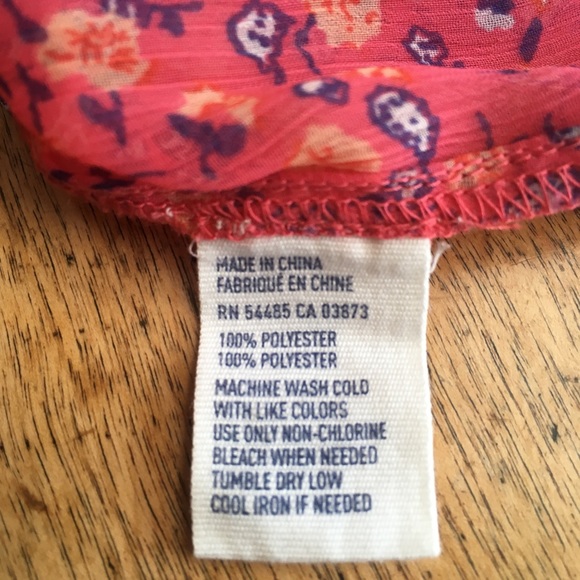 MADE IN CHINA
FABRIQUÉ EN CHINE
RN 54485 CA 03873
100% POLYESTER
100% POLYESTER
MACHINE WASH COLD
WITH LIKE COLORS
USE ONLY NON-CHLORINE
BLEACH WHEN NEEDED
TUMBLE DRY LOW
COOL IRON IF NEEDED